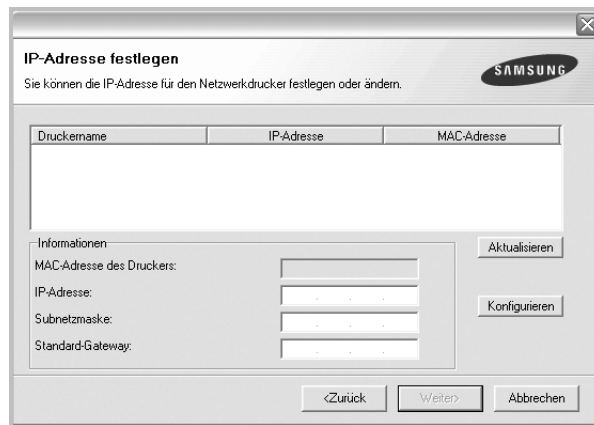 IP-Adresse festlegen
Sie können die IP-Adresse für den Netzwerkdrucker festlegen oder ändern.
SAMSUNG
Druckername IP-Adresse MAC-Adresse
Informationen
Aktualisieren
MAC-Adresse des Druckers:
IP-Adresse:
Konfigurieren
Subnetzmaske:
Standard-Gateway:
<Zurück Weiter> Abbrechen